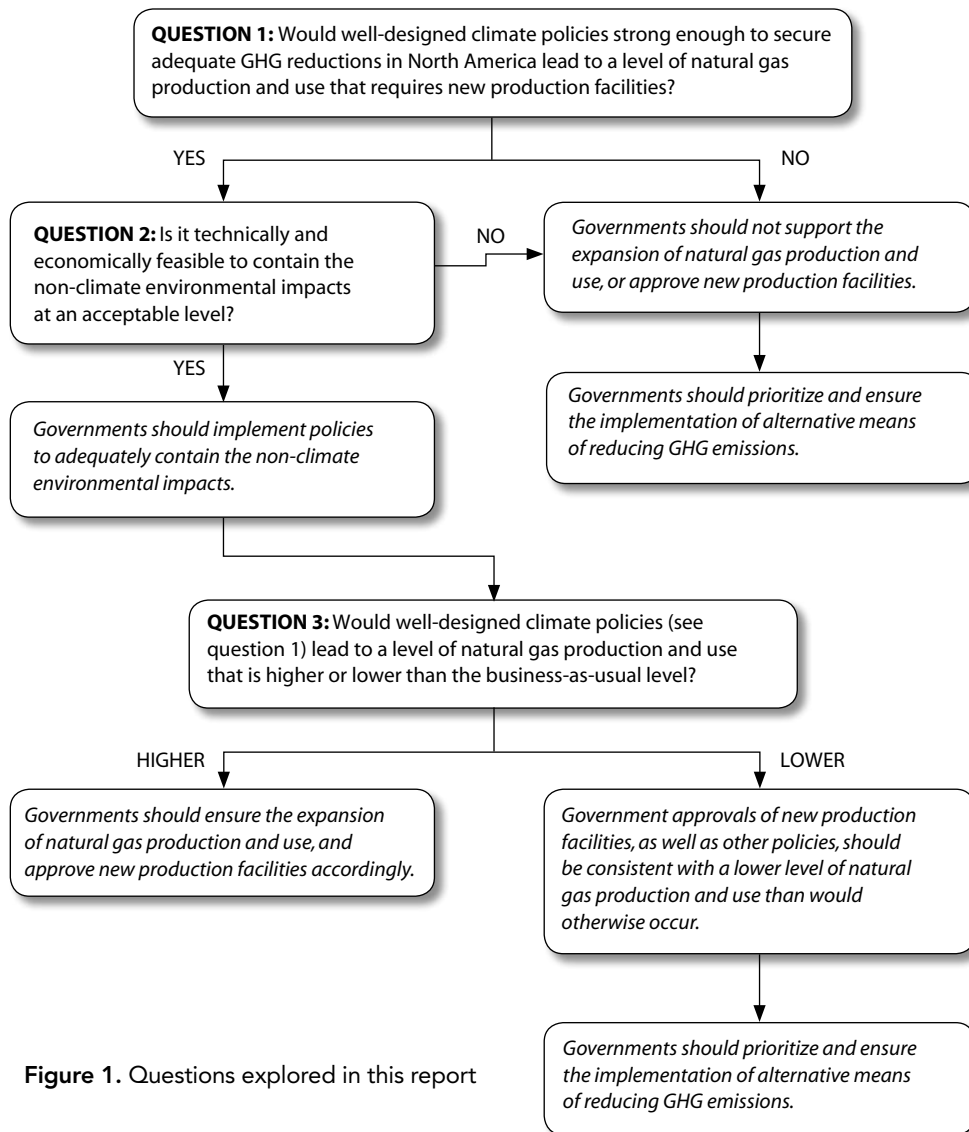 QUESTION 1: Would well-designed climate policies strong enough to secure
adequate GHG reductions in North America lead to a level of natural gas
production and use that requires new production facilities?
YES
NO
QUESTION 2: Is it technically and
economically feasible to contain the
non-climate environmental impacts
at an acceptable level?
NO
Governments should not support the
expansion of natural gas production and
use, or approve new production facilities.
YES
Governments should prioritize and ensure
the implementation of alternative means
of reducing GHG emissions.
Governments should implement policies
to adequately contain the non-climate
environmental impacts.
QUESTION 3: Would well-designed climate policies (see
question 1) lead to a level of natural gas production and use
that is higher or lower than the business-as-usual level?
HIGHER
LOWER
Governments should ensure the expansion
of natural gas production and use, and
approve new production facilities accordingly.
Government approvals of new production
facilities, as well as other policies, should
be consistent with a lower level of natural
gas production and use than would
otherwise occur.
Governments should prioritize and ensure
the implementation of alternative means
of reducing GHG emissions.
Figure 1. Questions explored in this report